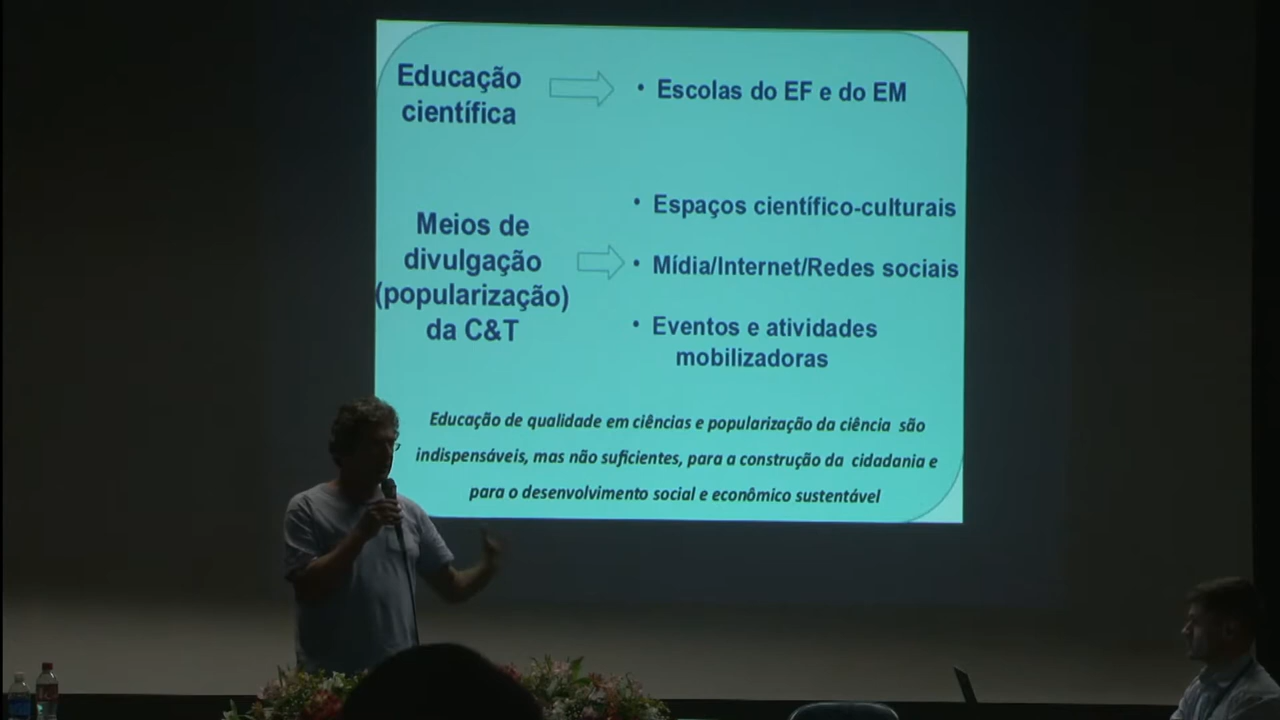 Educação
científica
• Escolas do EF e do EM
Meios de
divulgação
(popularização)
da C&T
• Espaços científico-culturais
• Mídia/Internet/Redes sociais
• Eventos e atividades
mobilizadoras
Educação de qualidade em ciências e popularização da ciência são
indispensáveis, mas não suficientes, para a construção da cidadania e
para o desenvolvimento social e econômico sustentável